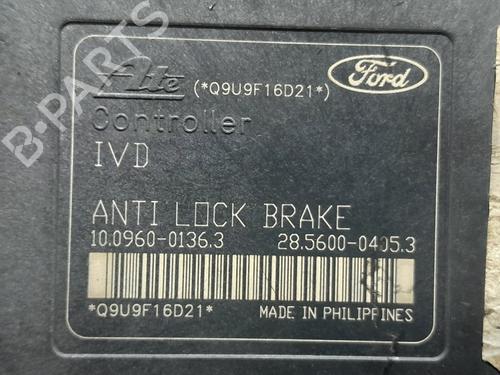 B-PARTS
Ate (*Q9U9F16D21*) Ford
Controller
IVD
ANTI LOCK BRAKE
10.0960-0136.3 28.5600-0405.3
*Q9U9F16D21* MADE IN PHILIPPINES